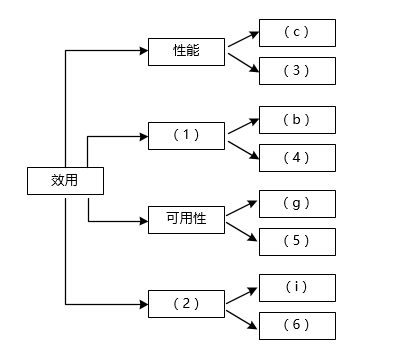 性能
（c）
（3）
（1）
（b）
（4）
效用
可用性
（g）
（5）
（2）
（i）
（6）